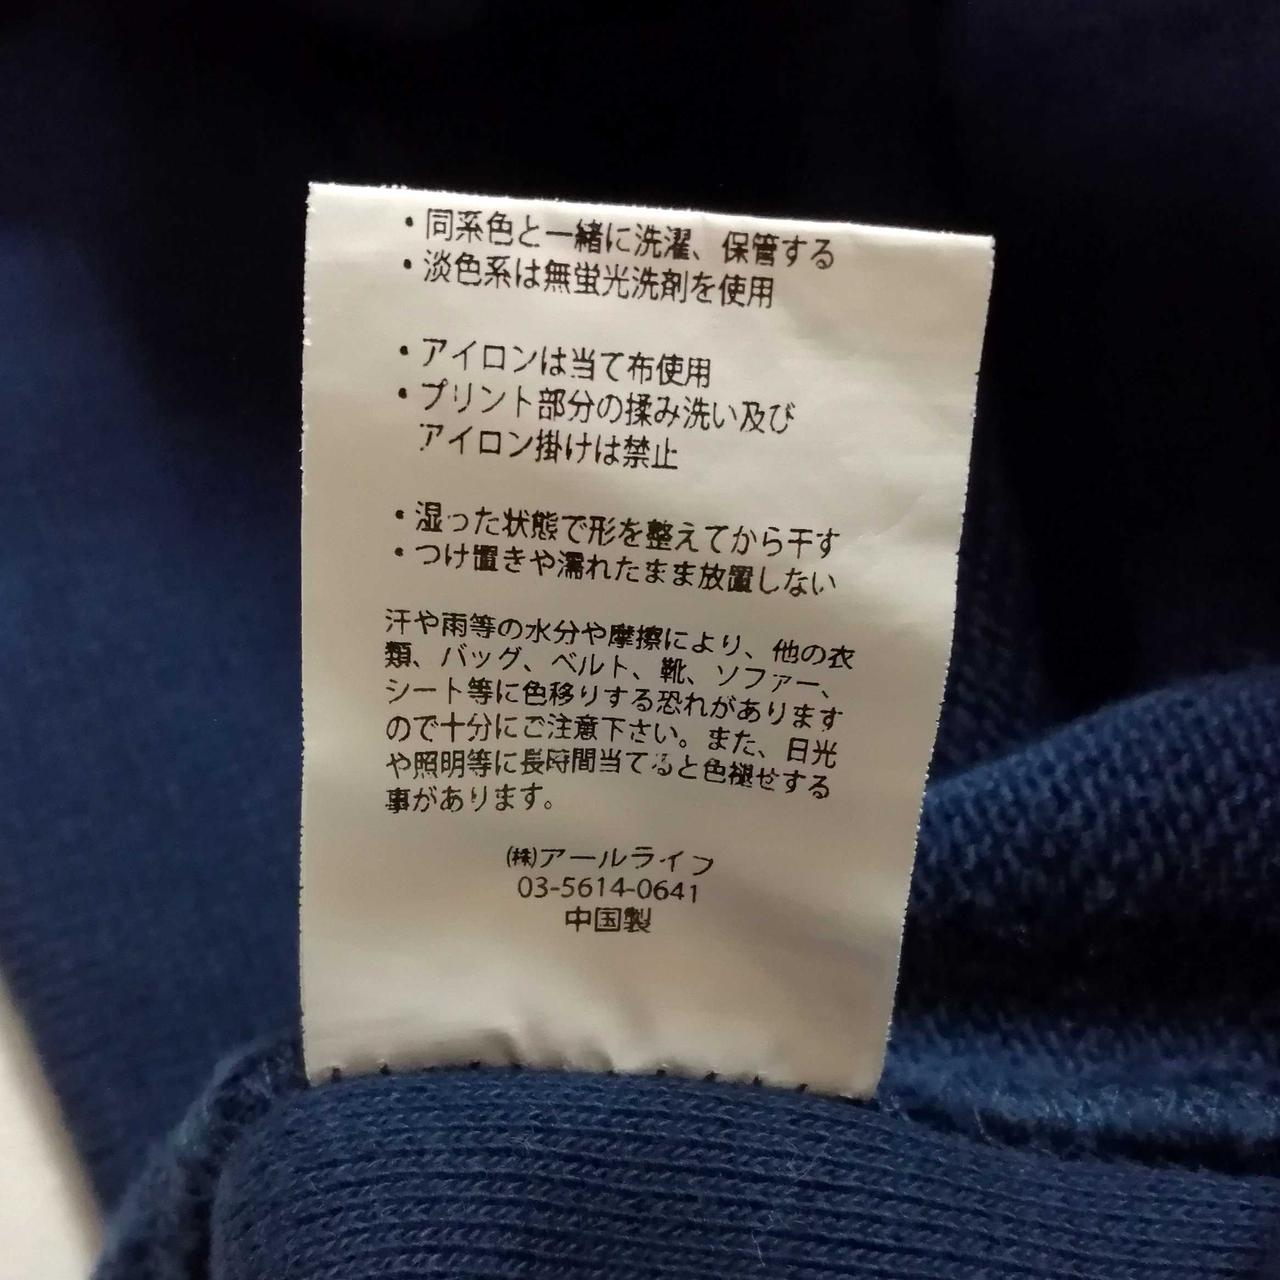 ・同系色と一緒に洗濯、保管する
・淡色系は無蛍光洗剤を使用
・アイロンは当て布使用
・プリント部分の揉み洗い及び
アイロン掛けは禁止
・湿った状態で形を整えてから干す
・つけ置きや濡れたまま放置しない
汗や雨等の水分や摩擦により、他の衣
類、バッグ、ベルト、靴、ソファー、
シート等に色移りする恐れがあります
ので十分にご注意下さい。また、日光
や照明等に長時間当てると色褪せする
事があります。
㈱アールライフ
03-5614-0641
中国製